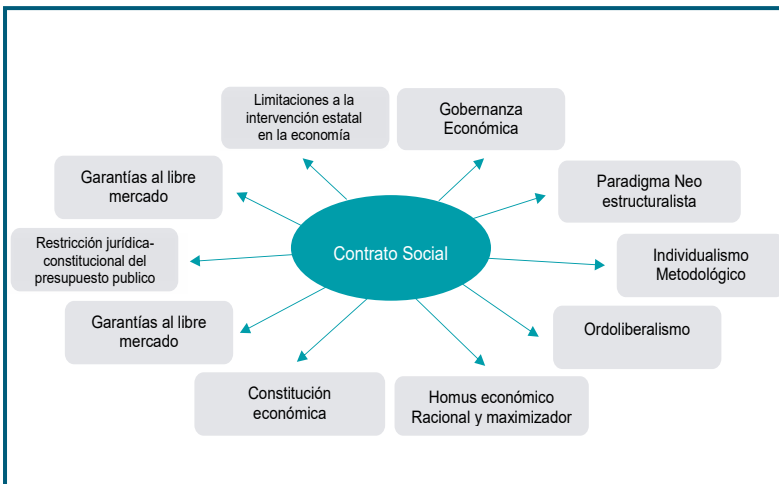 Limitaciones a la
intervención estatal
en la economía
Gobernanza
Económica
Garantías al libre
mercado
Paradigma Neo
estructuralista
Restricción jurídica-
constitucional del
presupuesto publico
Contrato Social
Individualismo
Metodológico
Garantías al libre
mercado
Ordoliberalismo
Constitución
económica
Homus económico
Racional y maximizador